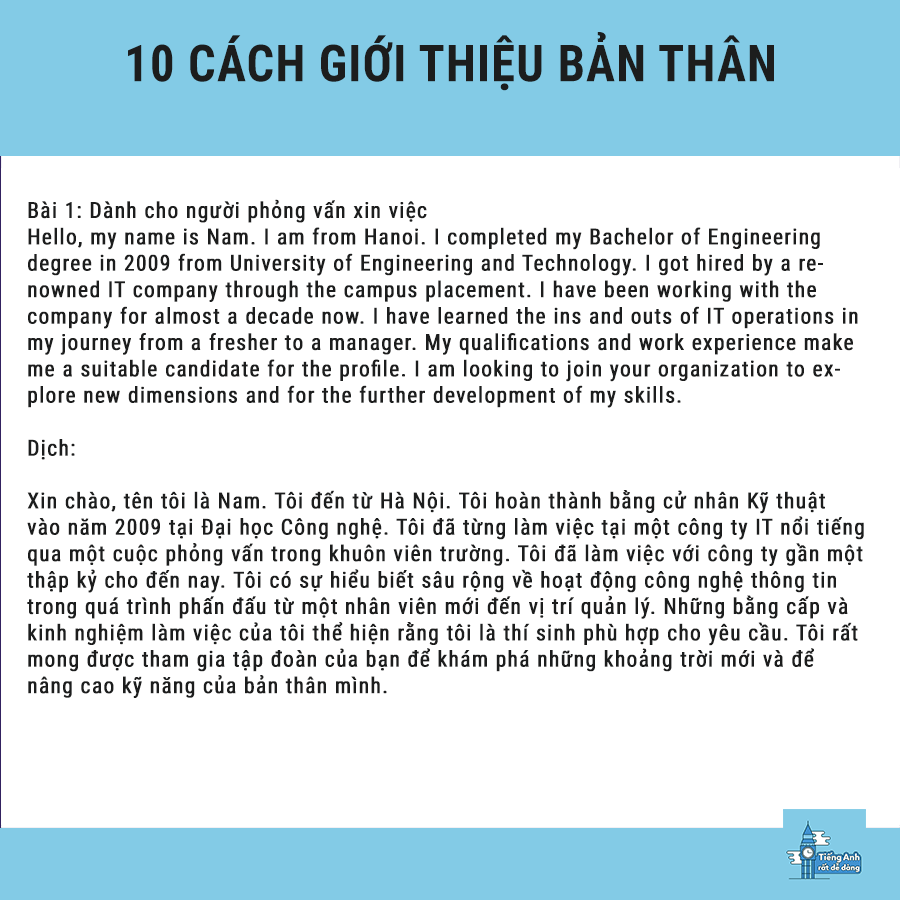 10 CÁCH GIỚI THIỆU BẢN THÂN
Bài 1: Dành cho người phỏng vấn xin việc
Hello, my name is Nam. I am from Hanoi. I completed my Bachelor of Engineering
degree in 2009 from University of Engineering and Technology. I got hired by a re-
nowned IT company through the campus placement. I have been working with the
company for almost a decade now. I have learned the ins and outs of IT operations in
my journey from a fresher to a manager. My qualifications and work experience make
me a suitable candidate for the profile. I am looking to join your organization to ex-
plore new dimensions and for the further development of my skills.
Dịch:
Xin chào, tên tôi là Nam. Tôi đến từ Hà Nội. Tôi hoàn thành bằng cử nhân Kỹ thuật
vào năm 2009 tại Đại học Công nghệ. Tôi đã từng làm việc tại một công ty IT nổi tiếng
qua một cuộc phỏng vấn trong khuôn viên trường. Tôi đã làm việc với công ty gần một
thập kỷ cho đến nay. Tôi có sự hiểu biết sâu rộng về hoạt động công nghệ thông tin
trong quá trình phấn đấu từ một nhân viên mới đến vị trí quản lý. Những bằng cấp và
kinh nghiệm làm việc của tôi thể hiện rằng tôi là thí sinh phù hợp cho yêu cầu. Tôi rất
mong được tham gia tập đoàn của bạn để khám phá những khoảng trời mới và để
nâng cao kỹ năng của bản thân mình.
Tiếng Anh
rất dễ dàng